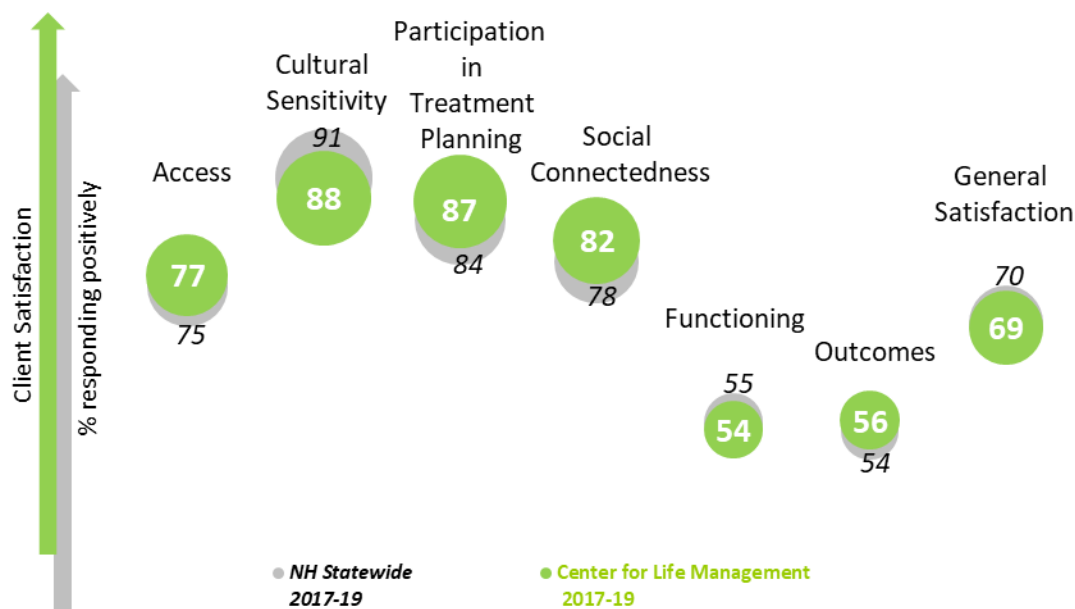 Client Satisfaction
% responding positively
Access
77
75
Cultural
Sensitivity
91
88
Participation
in
Treatment
Planning
87
84
Social
Connectedness
82
78
Functioning
55
54
Outcomes
56
54
General
Satisfaction
70
69
NH Statewide
2017-19
Center for Life Management
2017-19